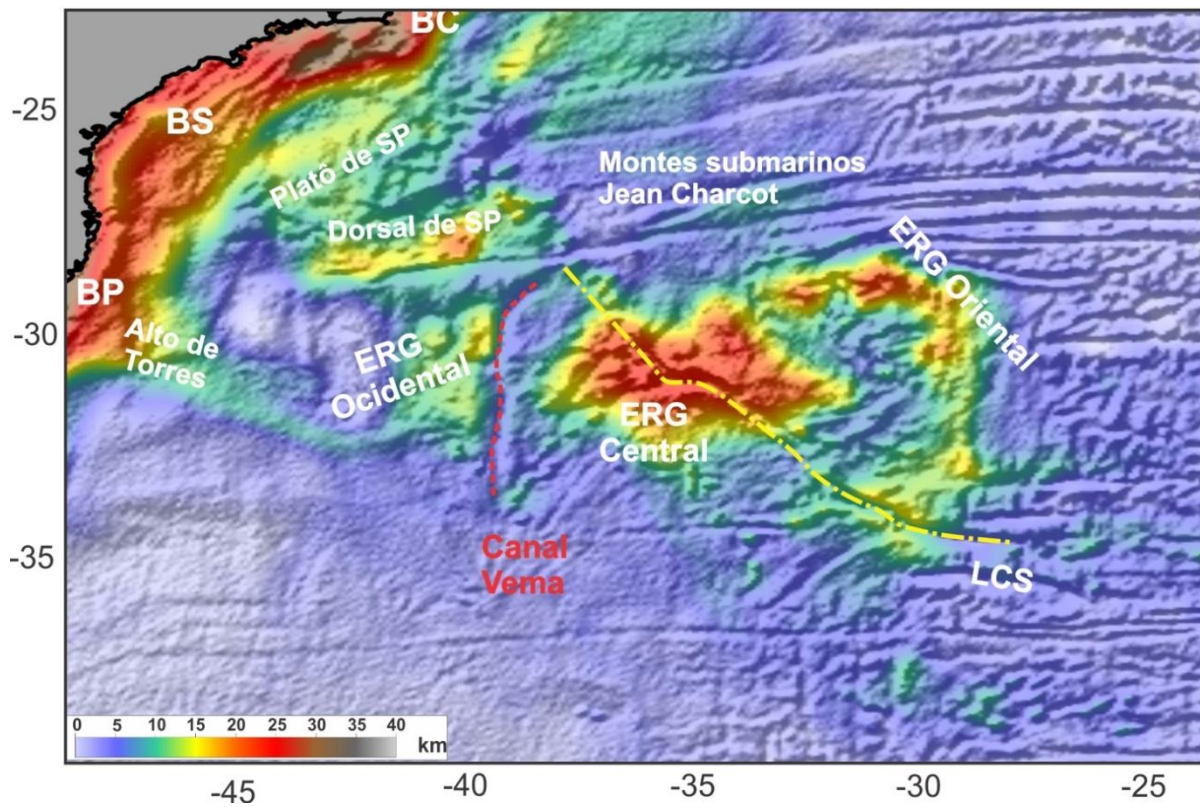 BC
-25
BS
Platô de SP
Montes submarinos
Jean Charcot
Dorsal de SP
ERG Oriental
BP
-30
Alto de
Torres
ERG
Ocidental
ERG
Central
Canal
Vema
-35
LCS
0 5 10 15 20 25 30 35 40
km
-45 -40 -35 -30 -25